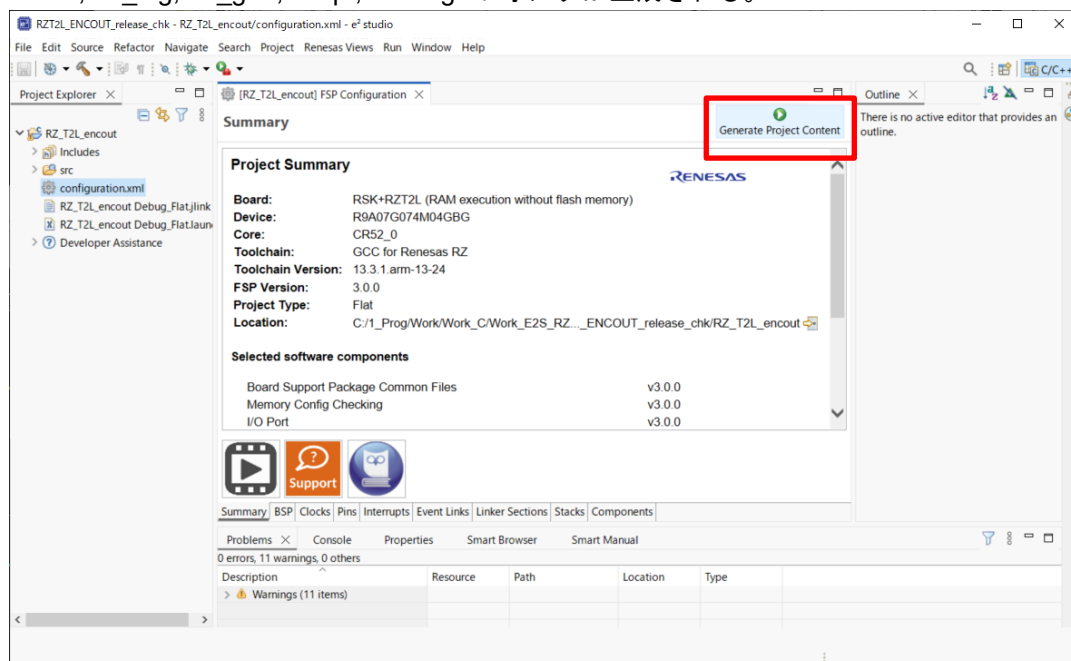 RZT2L_ENCOUT_release_chk - RZ_T2L_encout/configuration.xml - e² studio
File Edit Source Refactor Navigate Search Project Renesas Views Run Window Help
C/C++
Project Explorer
[RZ_T2L_encout] FSP Configuration
Outline
RZ_T2L_encout
Includes
src
configuration.xml
RZ_T2L_encout Debug_Flat.jlink
RZ_T2L_encout Debug_Flat.laun
Developer Assistance
Summary
Generate Project Content
There is no active editor that provides an
outline.
Project Summary
RENESAS
Board: RSK+RZT2L (RAM execution without flash memory)
Device: R9A07G074M04GBG
Core: CR52_0
Toolchain: GCC for Renesas RZ
Toolchain Version: 13.3.1.arm-13-24
FSP Version: 3.0.0
Project Type: Flat
Location: C:/1_Prog/Work/Work_C/Work_E2S_RZ..._ENCOUT_release_chk/RZ_T2L_encout
Selected software components
Board Support Package Common Files v3.0.0
Memory Config Checking v3.0.0
I/O Port v3.0.0
Support
Summary BSP Clocks Pins Interrupts Event Links Linker Sections Stacks Components
Problems Console Properties Smart Browser Smart Manual
0 errors, 11 warnings, 0 others
Description Resource Path Location Type
Warnings (11 items)